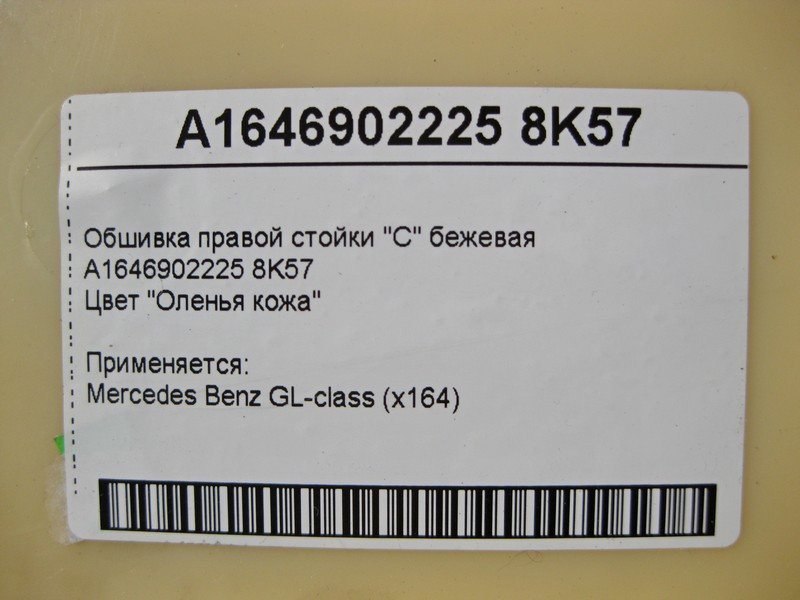 A1646902225 8K57
Обшивка правой стойки "С" бежевая
A1646902225 8K57
Цвет "Оленья кожа"
Применяется:
Mercedes Benz GL-class (x164)